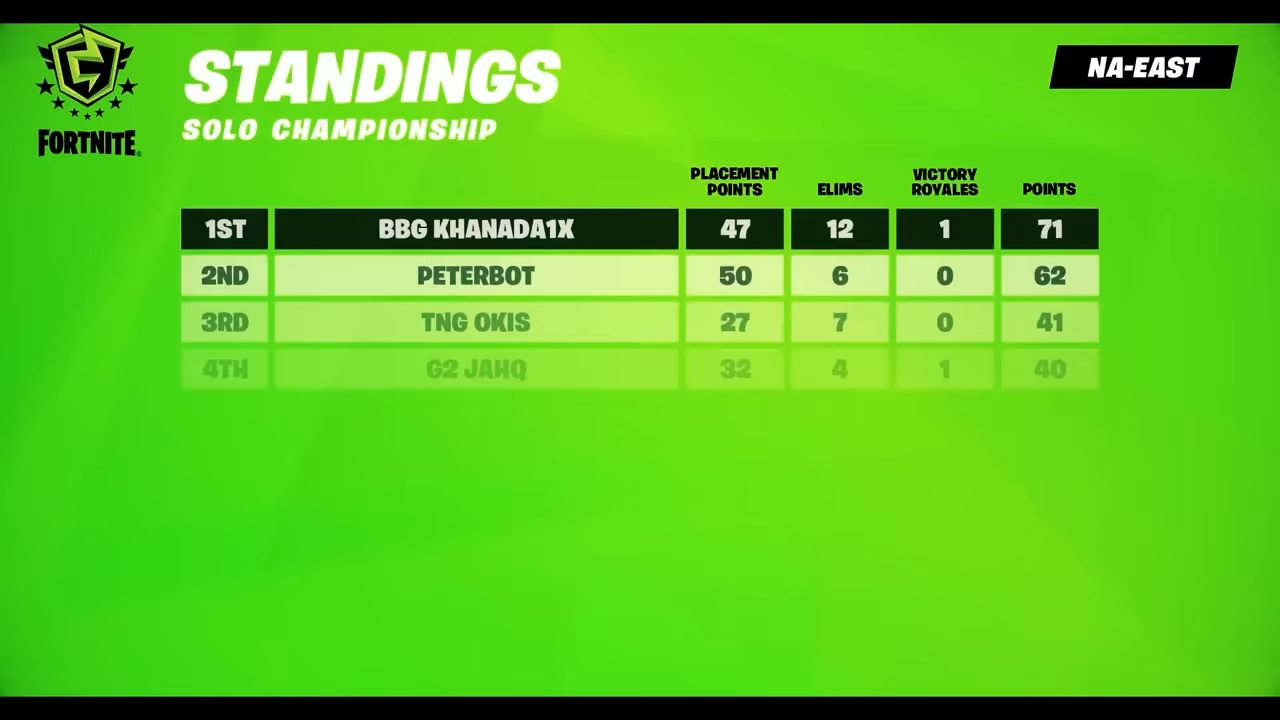 STANDINGS
SOLO CHAMPIONSHIP
FORTNITE
NA-EAST
PLACEMENT POINTS ELIMS VICTORY ROYALES POINTS
1ST BBG KHANADA1X 47 12 1 71
2ND PETERBOT 50 6 0 62
3RD TNG OKIS 27 7 0 41
4TH G2 JAHQ 32 4 1 40